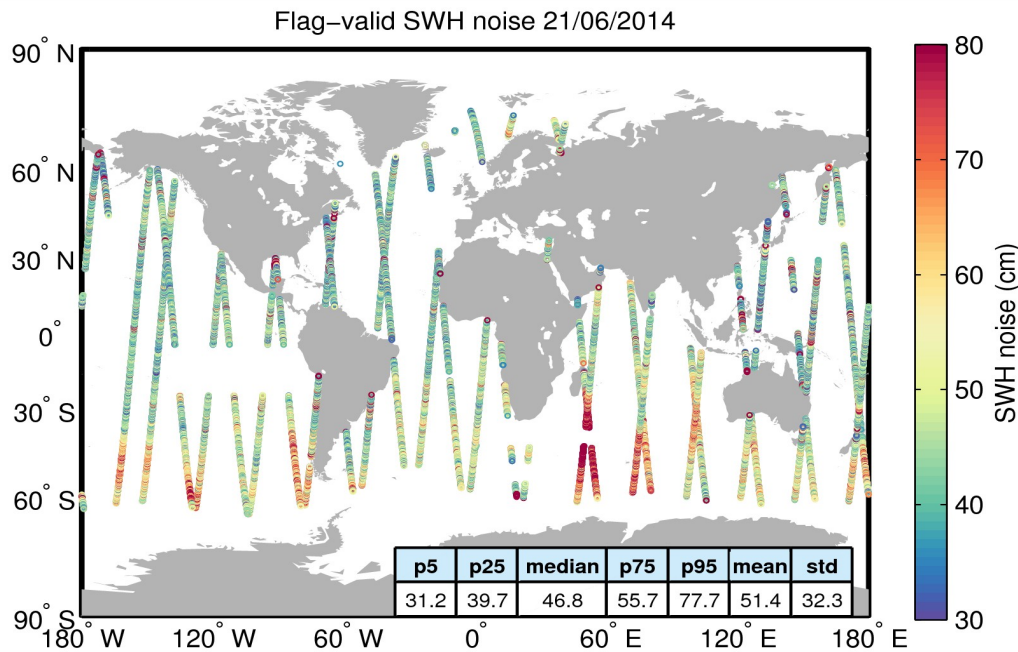 Flag−valid SWH noise 21/06/2014
90° N
60° N
30° N
0°
30° S
60° S
90° S
180° W
120° W
60° W
0°
60° E
120° E
180° E
p5 p25 median p75 p95 mean std
31.2 39.7 46.8 55.7 77.7 51.4 32.3
80
70
60
50
40
30
SWH noise (cm)